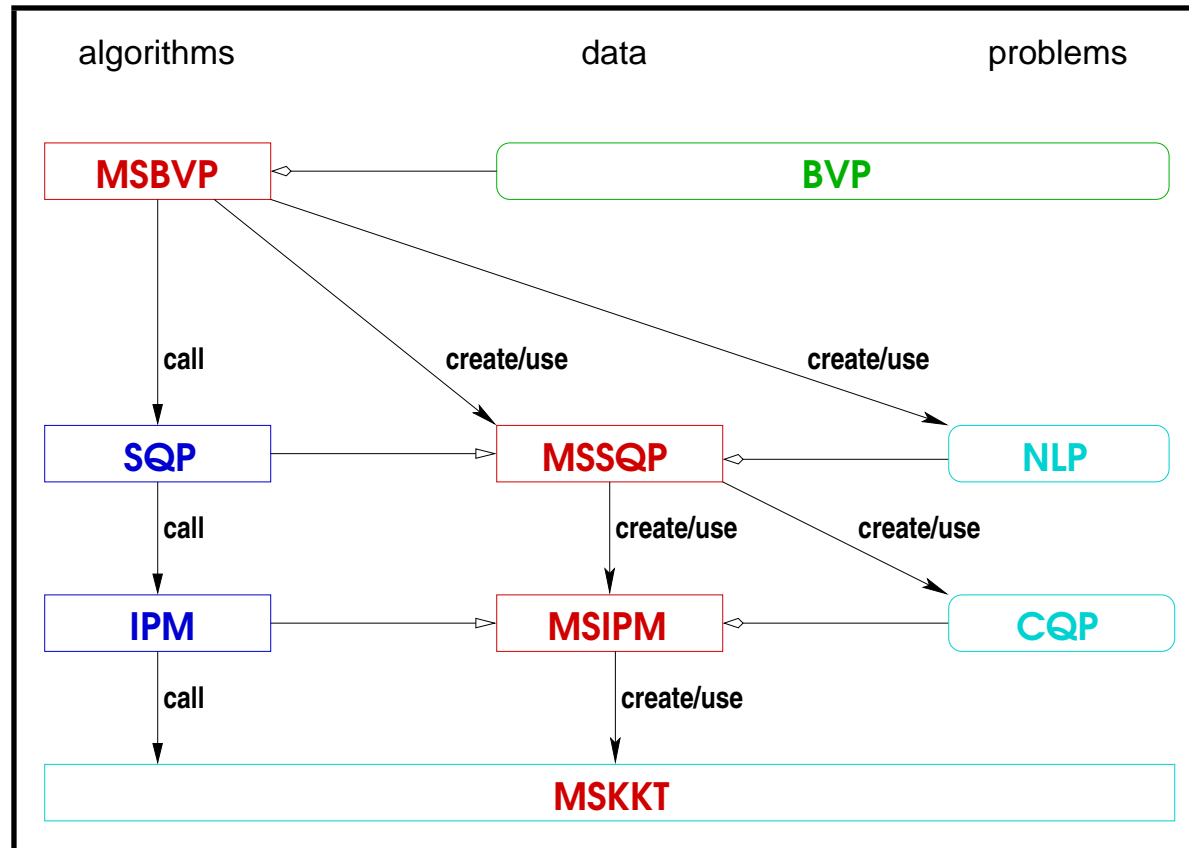 algorithms data problems
MSBVP BVP
call create/use create/use
SQP MSSQP NLP
call create/use create/use
IPM MSIPM CQP
call create/use
MSKKT